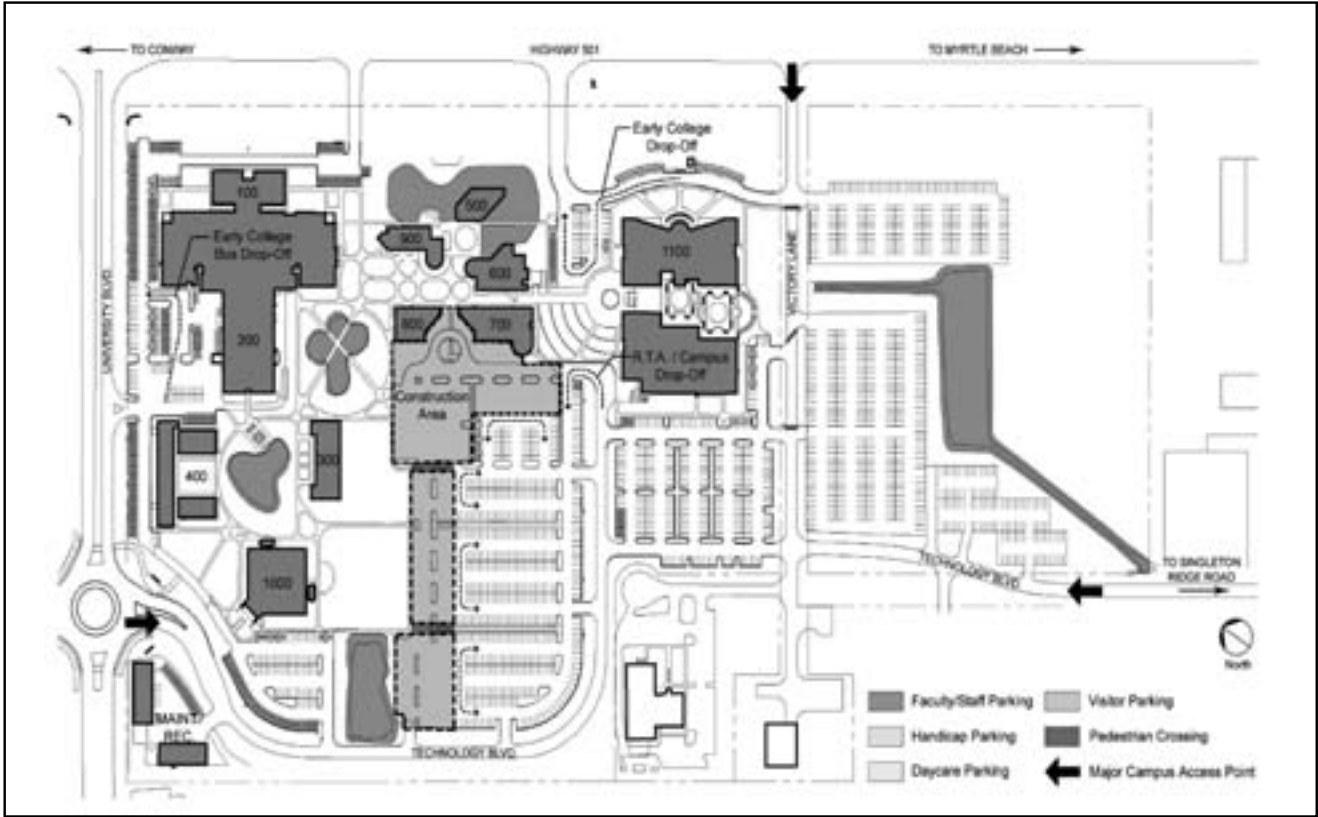 TO CONWAY
HIGHWAY 501
TO MYRTLE BEACH
Early College
Drop-Off
100
500
Early College
Bus Drop-Off
900
600
1100
UNIVERSITY BLVD.
VICTORY LANE
200
800
700
R.T.A. / Campus
Drop-Off
Construction
Area
300
400
1000
TECHNOLOGY BLVD.
TO SINGLETON
RIDGE ROAD
North
MAINT/
REC
TECHNOLOGY BLVD.
Faculty/Staff Parking
Visitor Parking
Handicap Parking
Pedestrian Crossing
Daycare Parking
Major Campus Access Point